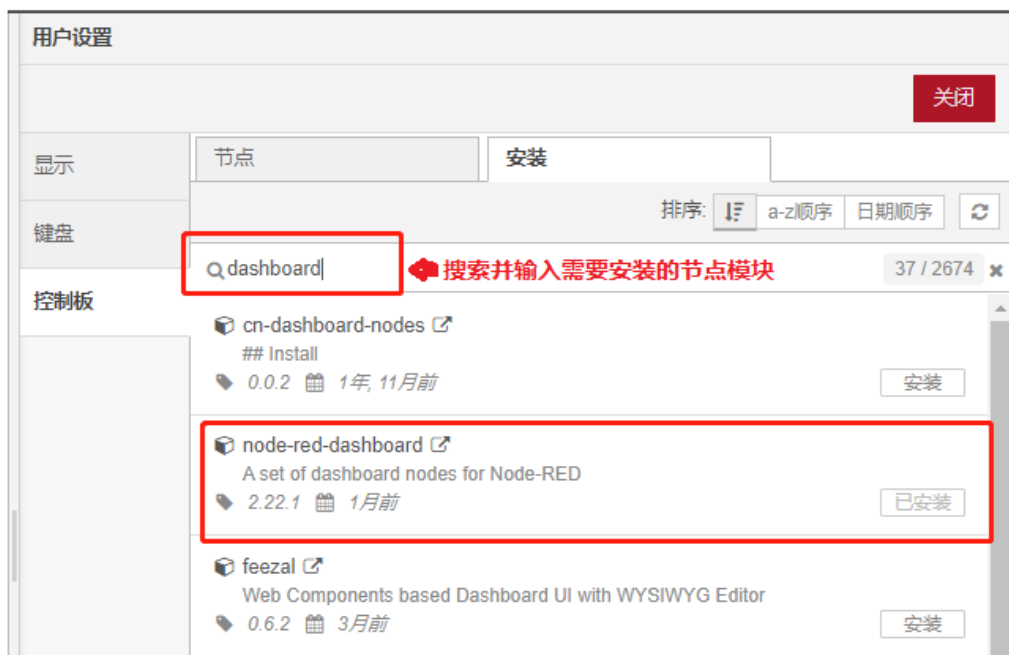 用户设置
关闭
显示
节点
安装
排序:
a-z顺序
日期顺序
键盘
dashboard
搜索并输入需要安装的节点模块
37 / 2674
控制板
cn-dashboard-nodes
## Install
0.0.2 1年, 11月前
安装
node-red-dashboard
A set of dashboard nodes for Node-RED
2.22.1 1月前
已安装
feezal
Web Components based Dashboard UI with WYSIWYG Editor
0.6.2 3月前
安装